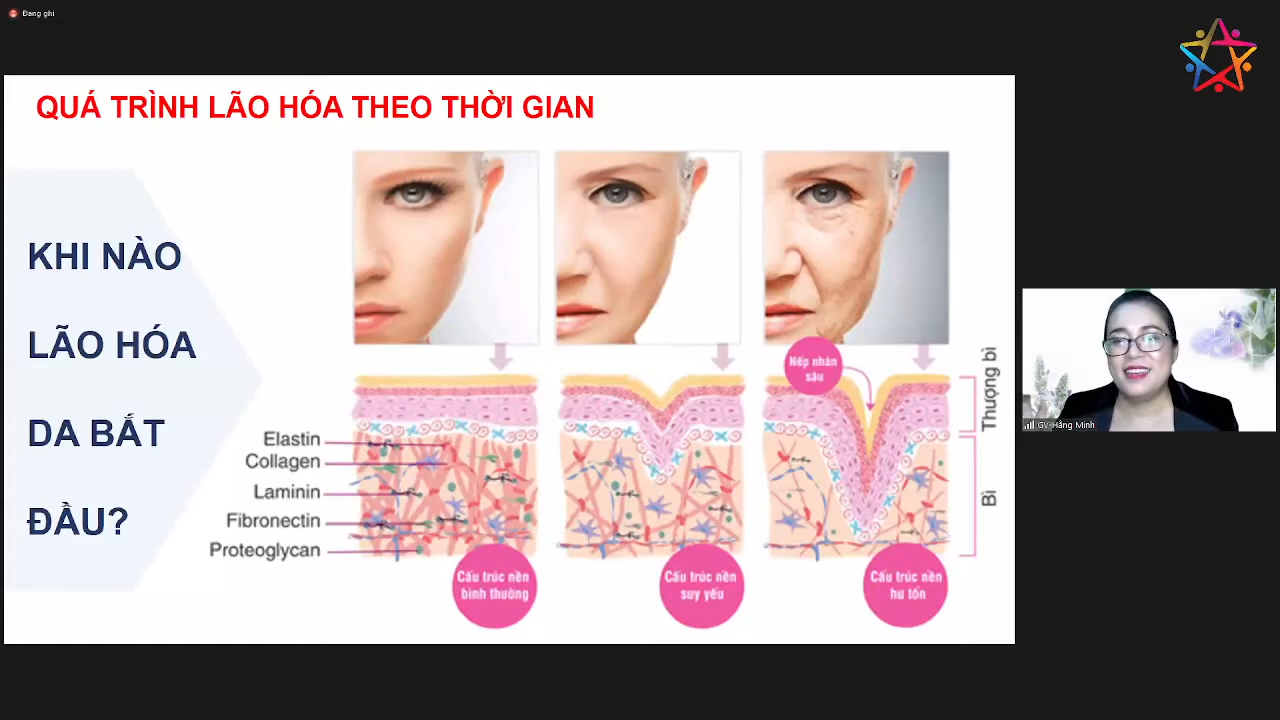 Đang ghi
QUÁ TRÌNH LÃO HÓA THEO THỜI GIAN
KHI NÀO
LÃO HÓA
DA BẮT
ĐẦU?
Nếp nhăn
sâu
Thượng bì
Bì
Elastin
Collagen
Laminin
Fibronectin
Proteoglycan
Cấu trúc nền
bình thường
Cấu trúc nền
suy yếu
Cấu trúc nền
hư tổn
GV-Hằng Minh